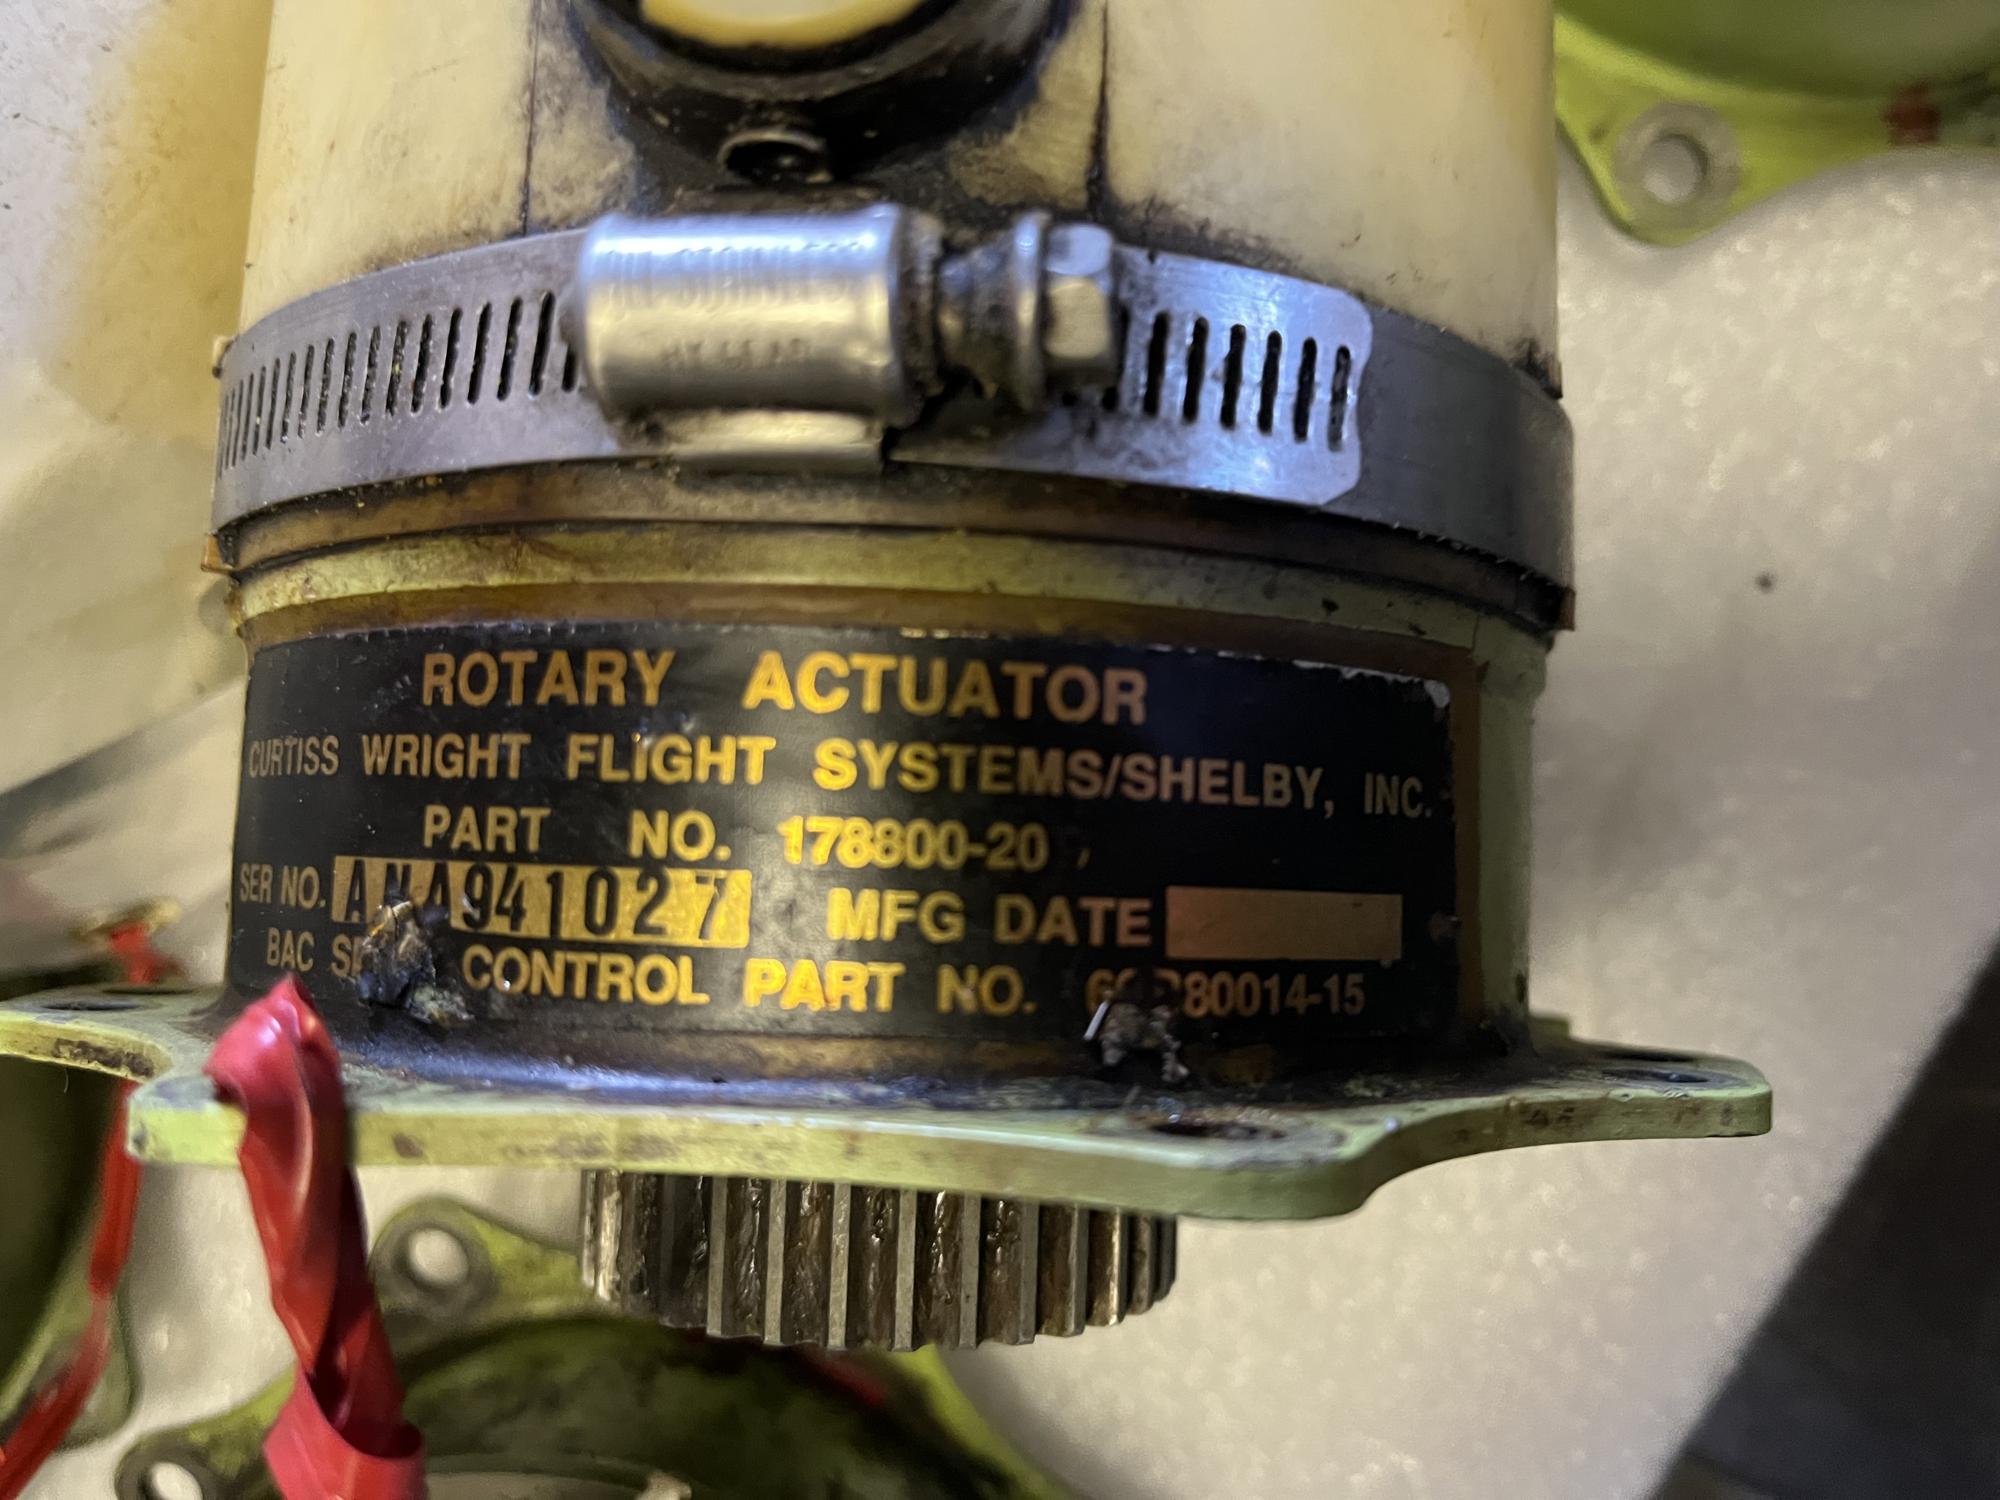 ROTARY ACTUATOR
CURTISS WRIGHT FLIGHT SYSTEMS/SHELBY, INC.
PART NO. 178800-20
SER NO. ANA941027 MFG DATE
BAC CONTROL PART NO.